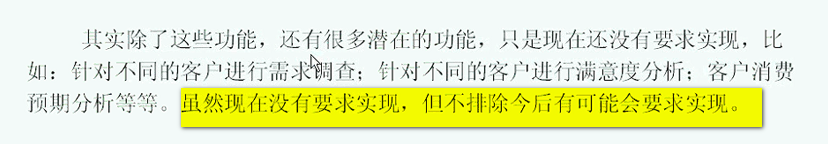 其实除了这些功能，还有很多潜在的功能，只是现在还没有要求实现，比
如：针对不同的客户进行需求调查；针对不同的客户进行满意度分析；客户消费
预期分析等等。虽然现在没有要求实现，但不排除今后有可能会要求实现。